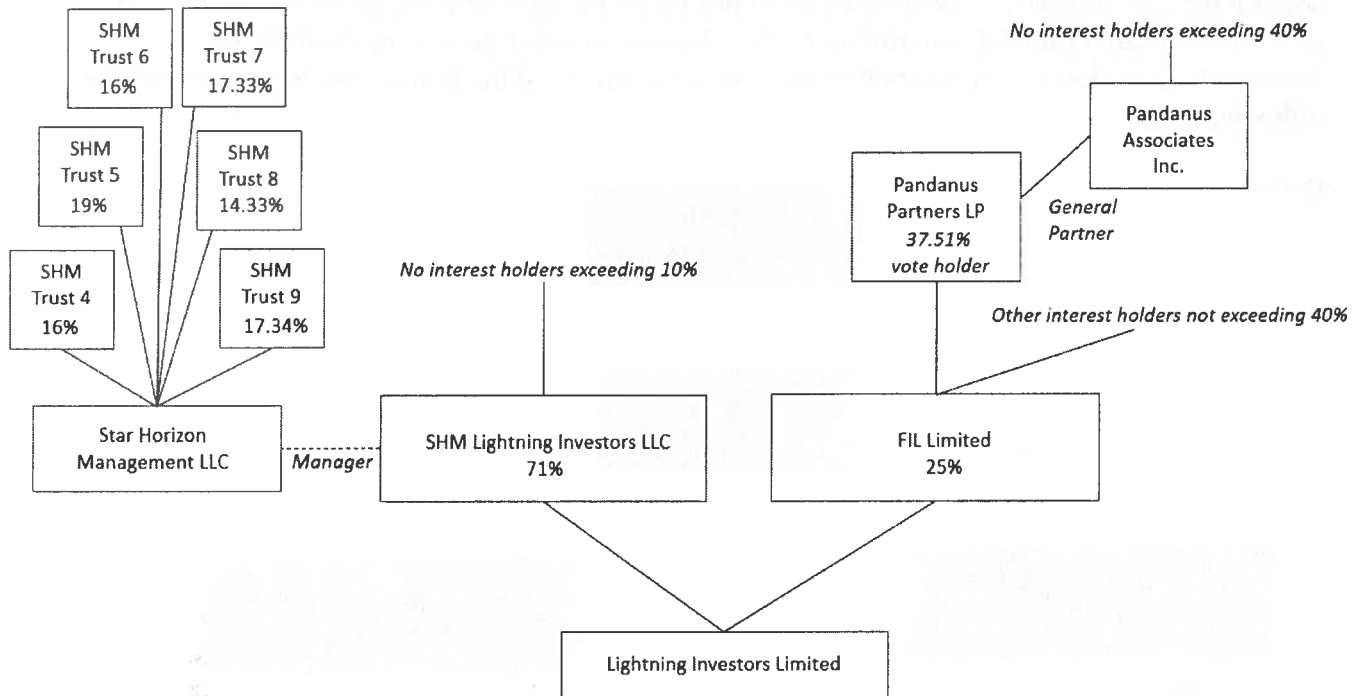 SHM
Trust 6
16%
SHM
Trust 7
17.33%
No interest holders exceeding 40%
Pandanus
Associates
Inc.
SHM
Trust 5
19%
SHM
Trust 8
14.33%
Pandanus
Partners LP
37.51%
vote holder
General
Partner
SHM
Trust 4
16%
SHM
Trust 9
17.34%
No interest holders exceeding 10%
Other interest holders not exceeding 40%
Star Horizon
Management LLC
Manager
SHM Lightning Investors LLC
71%
FIL Limited
25%
Lightning Investors Limited